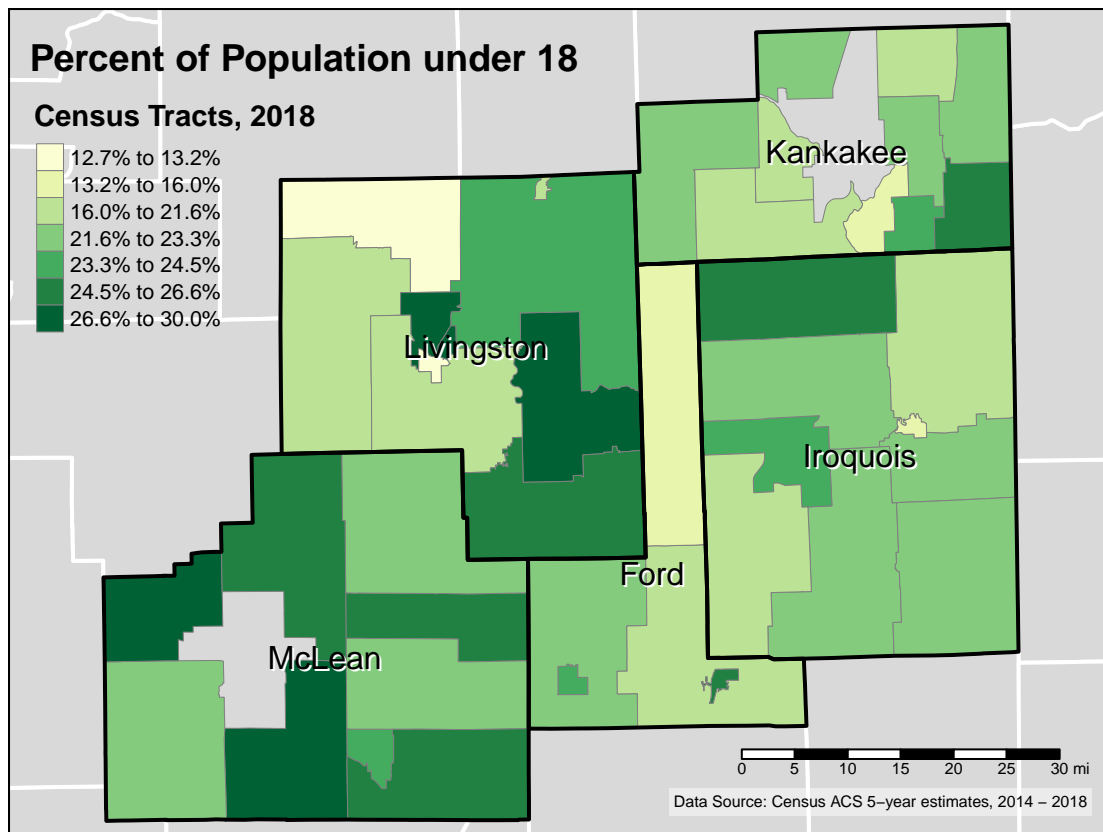 Percent of Population under 18
Census Tracts, 2018
12.7% to 13.2%
13.2% to 16.0%
16.0% to 21.6%
21.6% to 23.3%
23.3% to 24.5%
24.5% to 26.6%
26.6% to 30.0%
Kankakee
Livingston
Iroquois
Ford
McLean
0 5 10 15 20 25 30 mi
Data Source: Census ACS 5−year estimates, 2014 − 2018